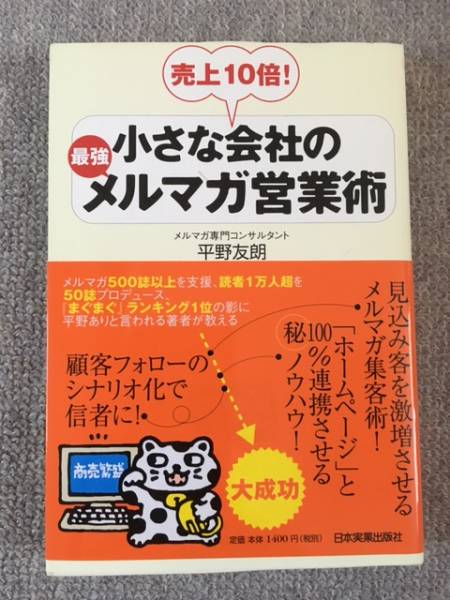 売上10倍!
最強
小さな会社の
メルマガ営業術
メルマガ専門コンサルタント
平野友朗
メルマガ500誌以上を支援、読者1万人超を
50誌プロデュース、
「まぐまぐ」ランキング1位の影に
平野ありと言われる著者が教える
見込み客を激増させる
メルマガ集客術!
「ホームページ」と
100%連携させる
㊙ノウハウ!
顧客フォローの
シナリオ化で
信者に!
商売繁盛
大成功
定価 本体1400円(税別)
日本実業出版社